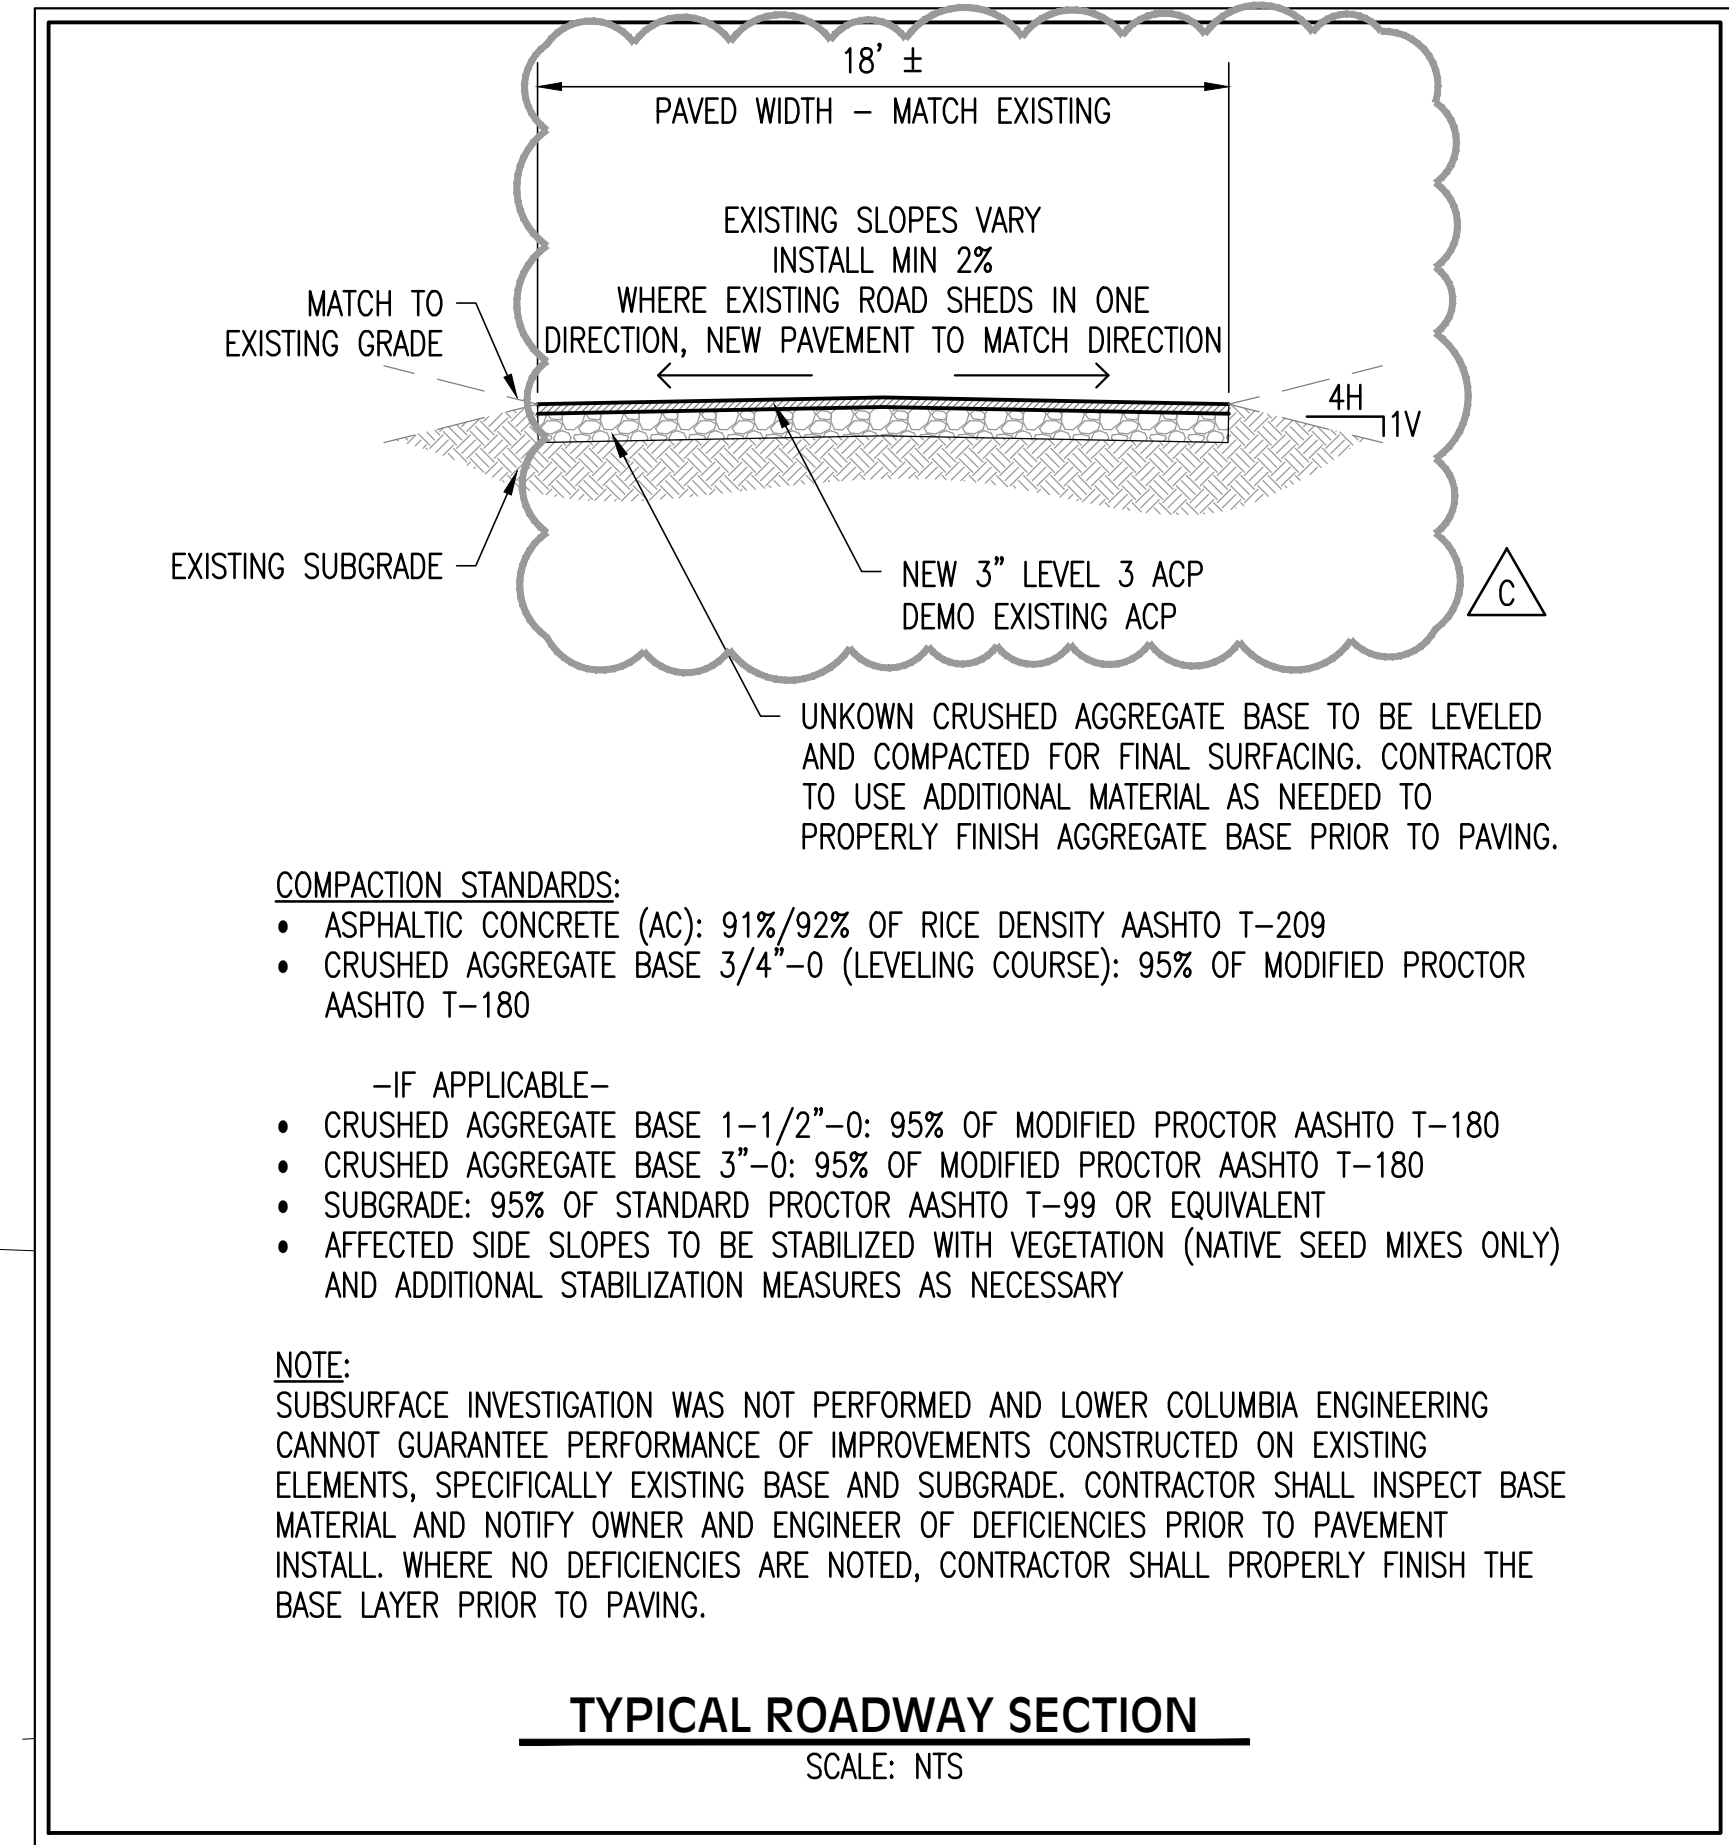 18' ±
PAVED WIDTH – MATCH EXISTING
EXISTING SLOPES VARY
INSTALL MIN 2%
WHERE EXISTING ROAD SHEDS IN ONE
DIRECTION, NEW PAVEMENT TO MATCH DIRECTION
MATCH TO
EXISTING GRADE
4H
1V
EXISTING SUBGRADE
NEW 3" LEVEL 3 ACP
DEMO EXISTING ACP
C
UNKOWN CRUSHED AGGREGATE BASE TO BE LEVELED
AND COMPACTED FOR FINAL SURFACING. CONTRACTOR
TO USE ADDITIONAL MATERIAL AS NEEDED TO
PROPERLY FINISH AGGREGATE BASE PRIOR TO PAVING.
COMPACTION STANDARDS:
• ASPHALTIC CONCRETE (AC): 91%/92% OF RICE DENSITY AASHTO T–209
• CRUSHED AGGREGATE BASE 3/4"–0 (LEVELING COURSE): 95% OF MODIFIED PROCTOR
AASHTO T–180
–IF APPLICABLE–
• CRUSHED AGGREGATE BASE 1–1/2"–0: 95% OF MODIFIED PROCTOR AASHTO T–180
• CRUSHED AGGREGATE BASE 3"–0: 95% OF MODIFIED PROCTOR AASHTO T–180
• SUBGRADE: 95% OF STANDARD PROCTOR AASHTO T–99 OR EQUIVALENT
• AFFECTED SIDE SLOPES TO BE STABILIZED WITH VEGETATION (NATIVE SEED MIXES ONLY)
AND ADDITIONAL STABILIZATION MEASURES AS NECESSARY
NOTE:
SUBSURFACE INVESTIGATION WAS NOT PERFORMED AND LOWER COLUMBIA ENGINEERING
CANNOT GUARANTEE PERFORMANCE OF IMPROVEMENTS CONSTRUCTED ON EXISTING
ELEMENTS, SPECIFICALLY EXISTING BASE AND SUBGRADE. CONTRACTOR SHALL INSPECT BASE
MATERIAL AND NOTIFY OWNER AND ENGINEER OF DEFICIENCIES PRIOR TO PAVEMENT
INSTALL. WHERE NO DEFICIENCIES ARE NOTED, CONTRACTOR SHALL PROPERLY FINISH THE
BASE LAYER PRIOR TO PAVING.
TYPICAL ROADWAY SECTION
SCALE: NTS